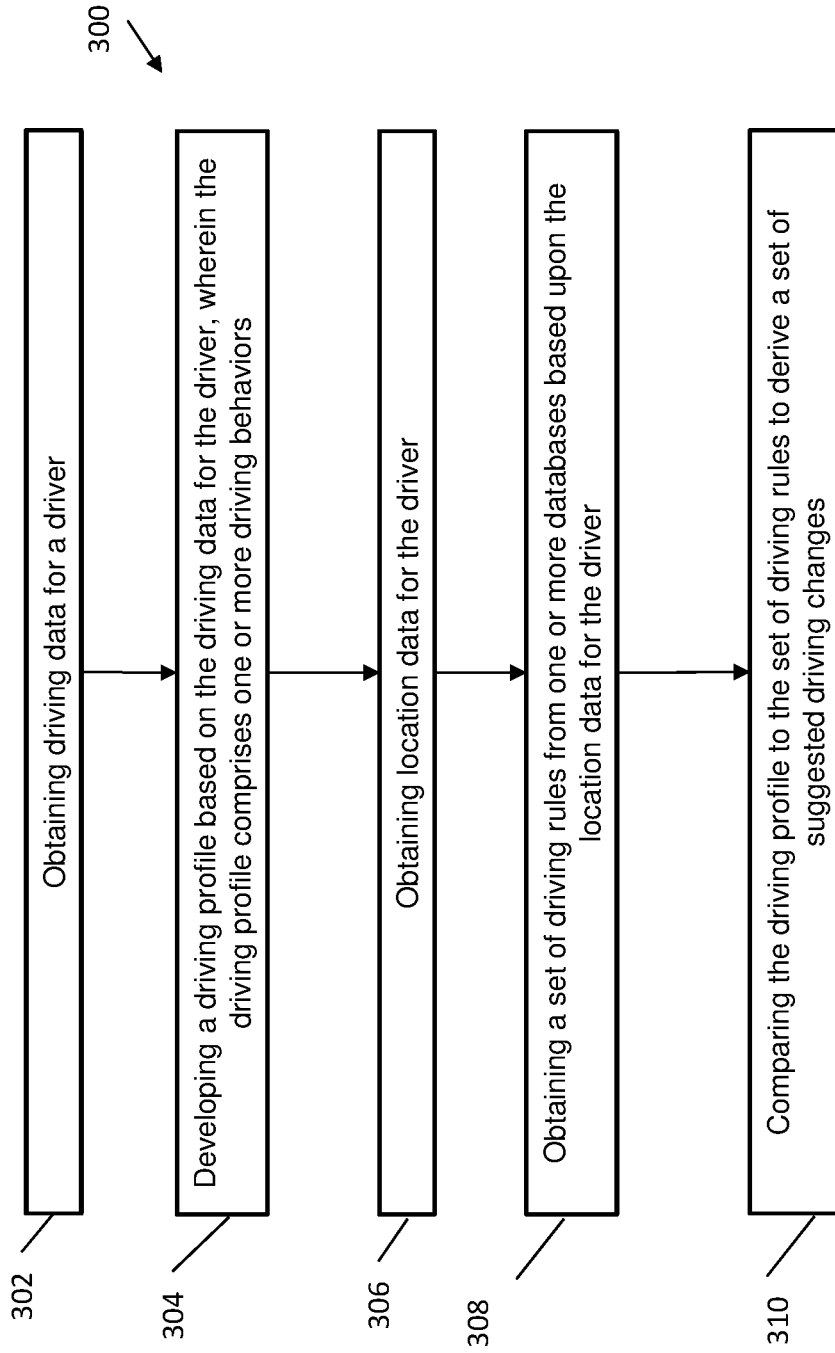 300
302
Obtaining driving data for a driver
304
Developing a driving profile based on the driving data for the driver, wherein the
driving profile comprises one or more driving behaviors
306
Obtaining location data for the driver
308
Obtaining a set of driving rules from one or more databases based upon the
location data for the driver
310
Comparing the driving profile to the set of driving rules to derive a set of
suggested driving changes